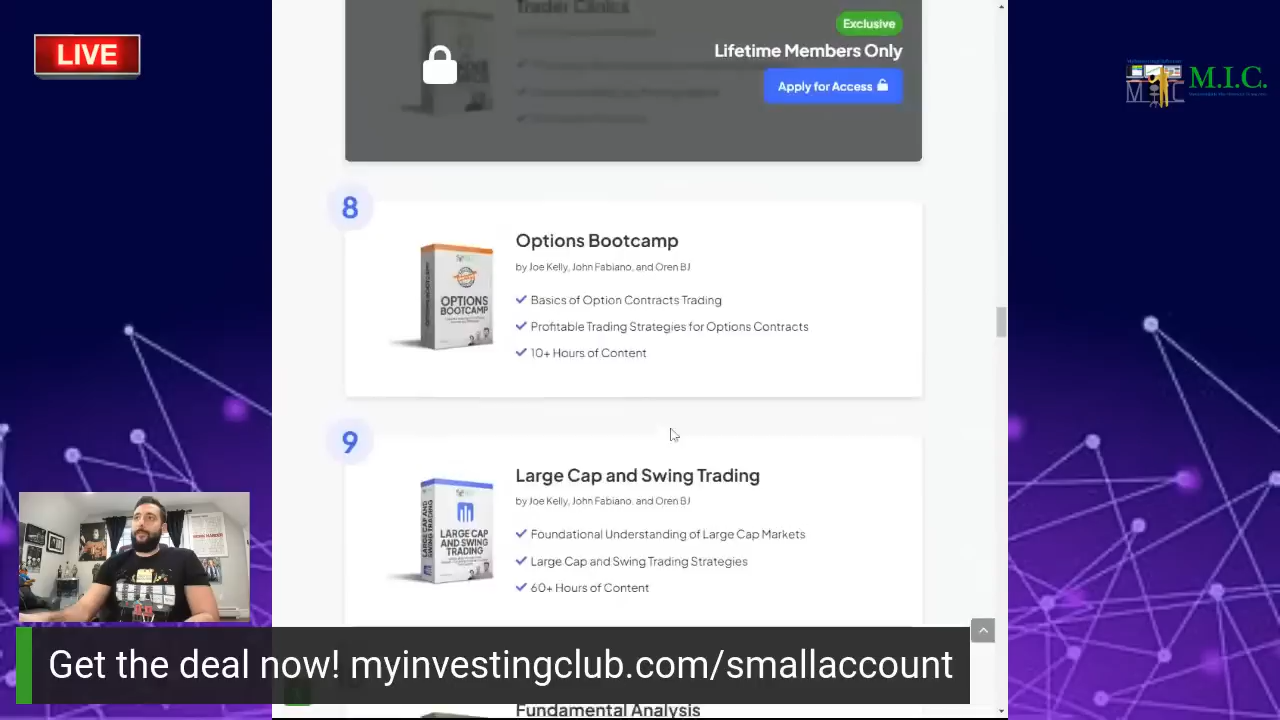 LIVE
Trader Clinics
Exclusive
Lifetime Members Only
Apply for Access
M.I.C.
8
Options Bootcamp
by Joe Kelly, John Fabiano, and Oren BJ
Basics of Option Contracts Trading
Profitable Trading Strategies for Options Contracts
10+ Hours of Content
OPTIONS
BOOTCAMP
9
Large Cap and Swing Trading
by Joe Kelly, John Fabiano, and Oren BJ
Foundational Understanding of Large Cap Markets
Large Cap and Swing Trading Strategies
60+ Hours of Content
LARGE CAP
AND SWING
TRADING
Get the deal now! myinvestingclub.com/smallaccount
Fundamental Analysis